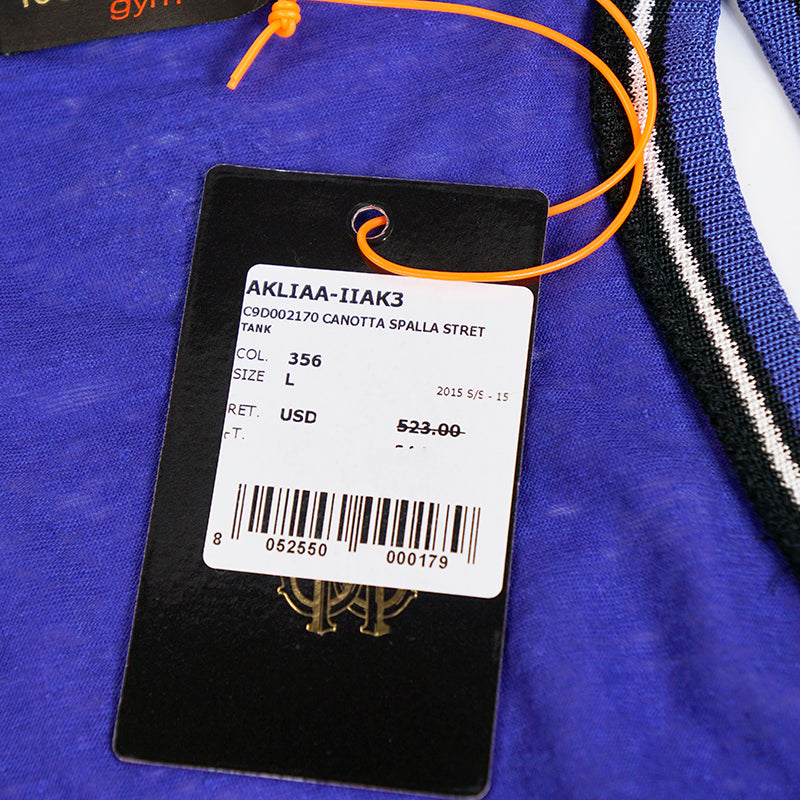 gym
AKLIAA-IIAK3
C9D002170 CANOTTA SPALLA STRET
TANK
COL. 356
SIZE L
2015 S/S - 15
RET. USD 523.00
T.
8 052550 000179